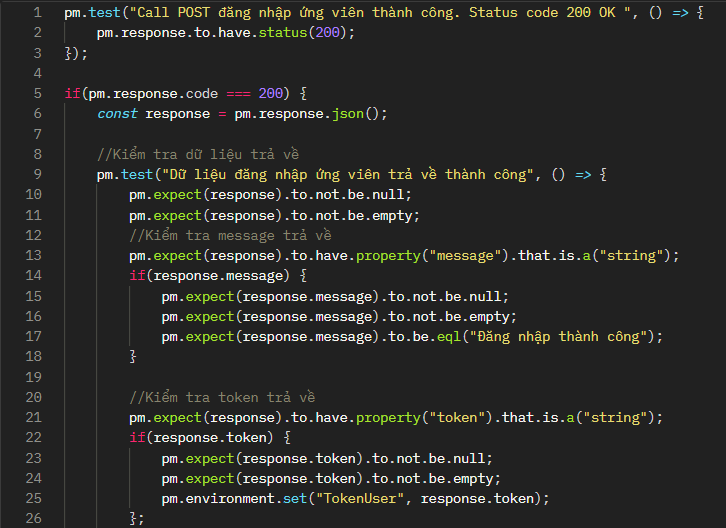 1 pm.test("Call POST đăng nhập ứng viên thành công. Status code 200 OK ", () => {
2     pm.response.to.have.status(200);
3 });
4
5 if(pm.response.code === 200) {
6     const response = pm.response.json();
7
8     //Kiểm tra dữ liệu trả về
9     pm.test("Dữ liệu đăng nhập ứng viên trả về thành công", () => {
10         pm.expect(response).to.not.be.null;
11         pm.expect(response).to.not.be.empty;
12         //Kiểm tra message trả về
13         pm.expect(response).to.have.property("message").that.is.a("string");
14         if(response.message) {
15             pm.expect(response.message).to.not.be.null;
16             pm.expect(response.message).to.not.be.empty;
17             pm.expect(response.message).to.be.eql("Đăng nhập thành công");
18         }
19
20         //Kiểm tra token trả về
21         pm.expect(response).to.have.property("token").that.is.a("string");
22         if(response.token) {
23             pm.expect(response.token).to.not.be.null;
24             pm.expect(response.token).to.not.be.empty;
25             pm.environment.set("TokenUser", response.token);
26         };